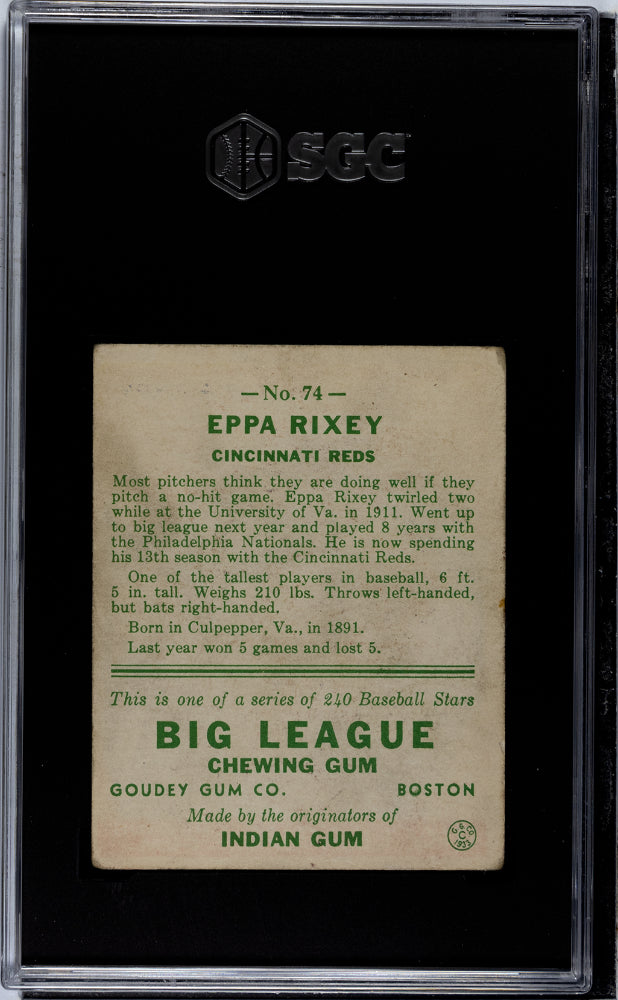 SGC
— No. 74 —
EPPA RIXEY
CINCINNATI REDS
Most pitchers think they are doing well if they
pitch a no-hit game. Eppa Rixey twirled two
while at the University of Va. in 1911. Went up
to big league next year and played 8 years with
the Philadelphia Nationals. He is now spending
his 13th season with the Cincinnati Reds.
One of the tallest players in baseball, 6 ft.
5 in. tall. Weighs 210 lbs. Throws left-handed,
but bats right-handed.
Born in Culpepper, Va., in 1891.
Last year won 5 games and lost 5.
This is one of a series of 240 Baseball Stars
BIG LEAGUE
CHEWING GUM
GOUDEY GUM CO. BOSTON
Made by the originators of
INDIAN GUM
G. G. CO.
C
1933